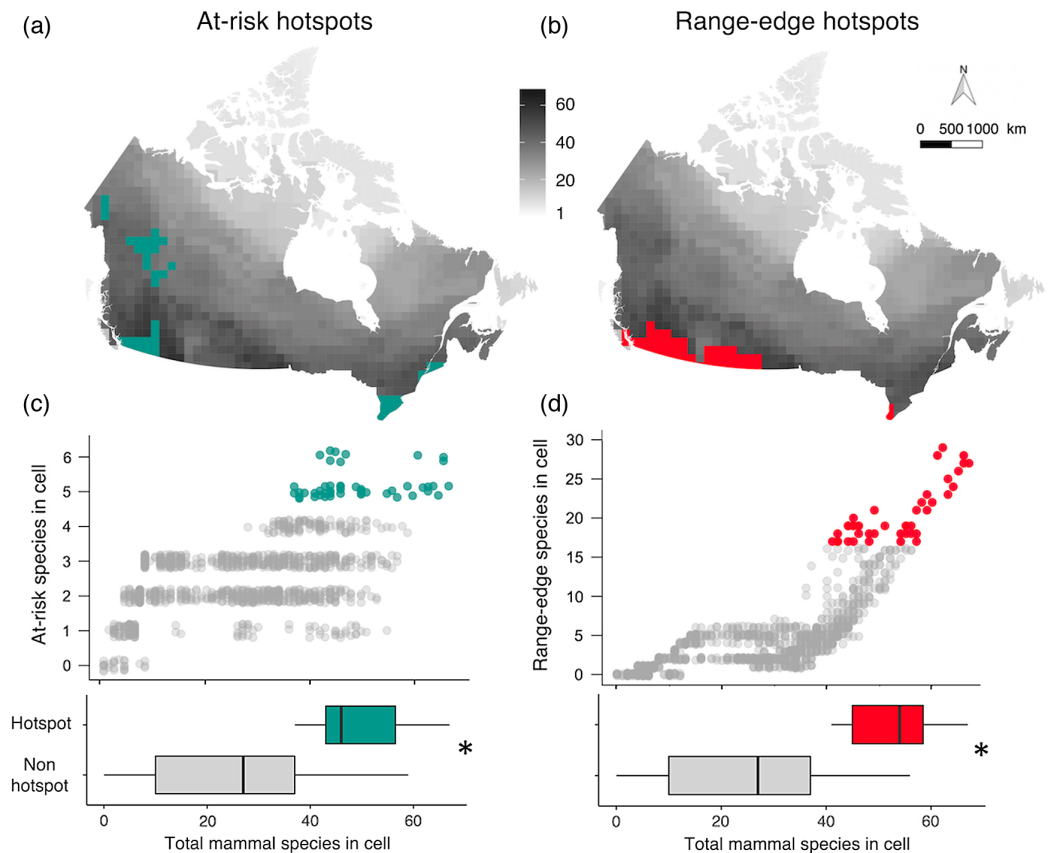 (a) At-risk hotspots
(b) Range-edge hotspots
60
40
20
1
N
0 500 1000 km
(c)
At-risk species in cell
6
5
4
3
2
1
0
(d)
Range-edge species in cell
30
25
20
15
10
5
0
Hotspot
*
Non
hotspot
0 20 40 60
Total mammal species in cell
*
0 20 40 60
Total mammal species in cell